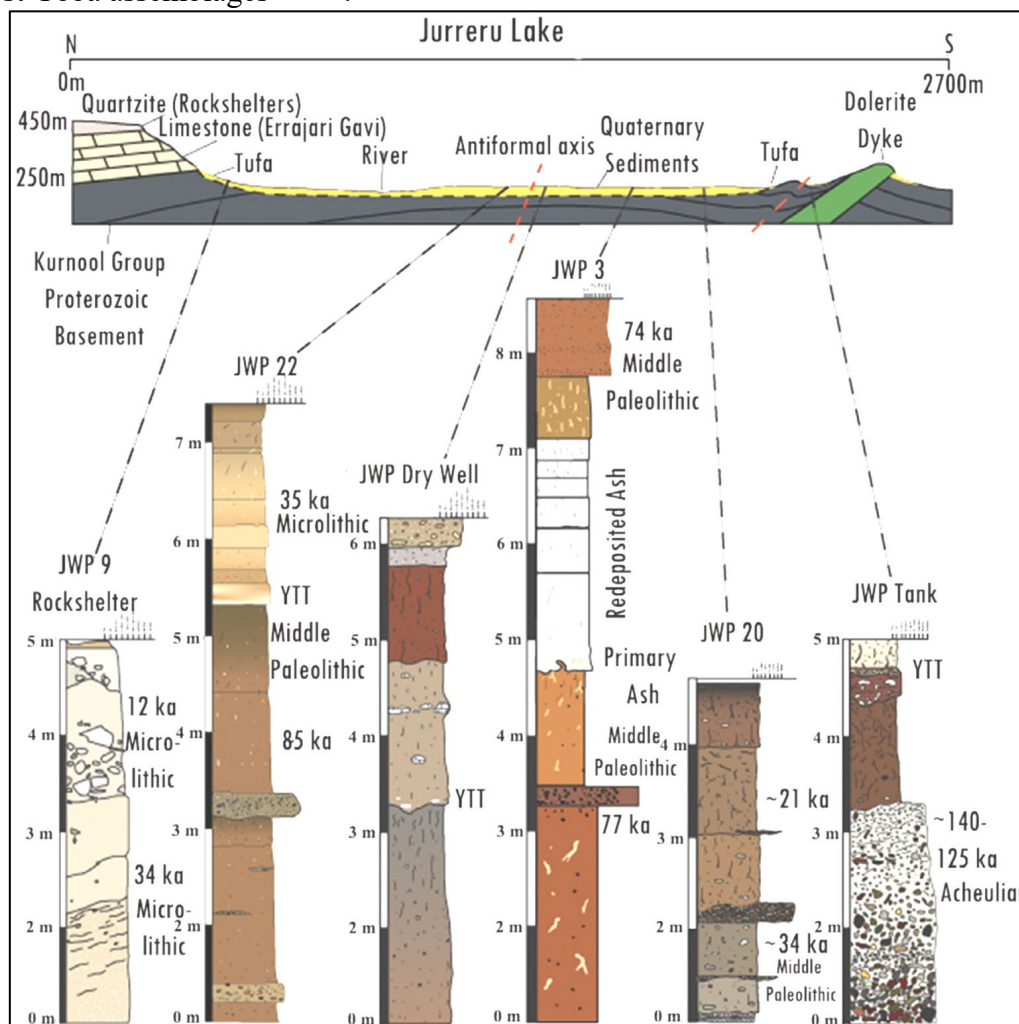 Jurreru Lake
N
S
0m
2700m
450m
250m
Quartzite (Rockshelters)
Limestone (Errajari Gavi)
Tufa
River
Antiformal axis
Quaternary
Sediments
Tufa
Dolerite
Dyke
Kurnool Group
Proterozoic
Basement
JWP 9
Rockshelter
5 m
4 m
3 m
2 m
0 m
12 ka
Micro-
lithic
34 ka
Micro-
lithic
JWP 22
7 m
6 m
5 m
4 m
3 m
2 m
0 m
35 ka
Microlithic
YTT
Middle
Paleolithic
85 ka
JWP Dry Well
6 m
5 m
4 m
3 m
2 m
0 m
YTT
JWP 3
8 m
7 m
6 m
5 m
4 m
3 m
2 m
0 m
74 ka
Middle
Paleolithic
Redeposited Ash
Primary
Ash
Middle
Paleolithic
77 ka
JWP 20
4 m
3 m
2 m
0 m
~21 ka
~34 ka
Middle
Paleolithic
JWP Tank
5 m
4 m
3 m
2 m
0 m
YTT
~140-
125 ka